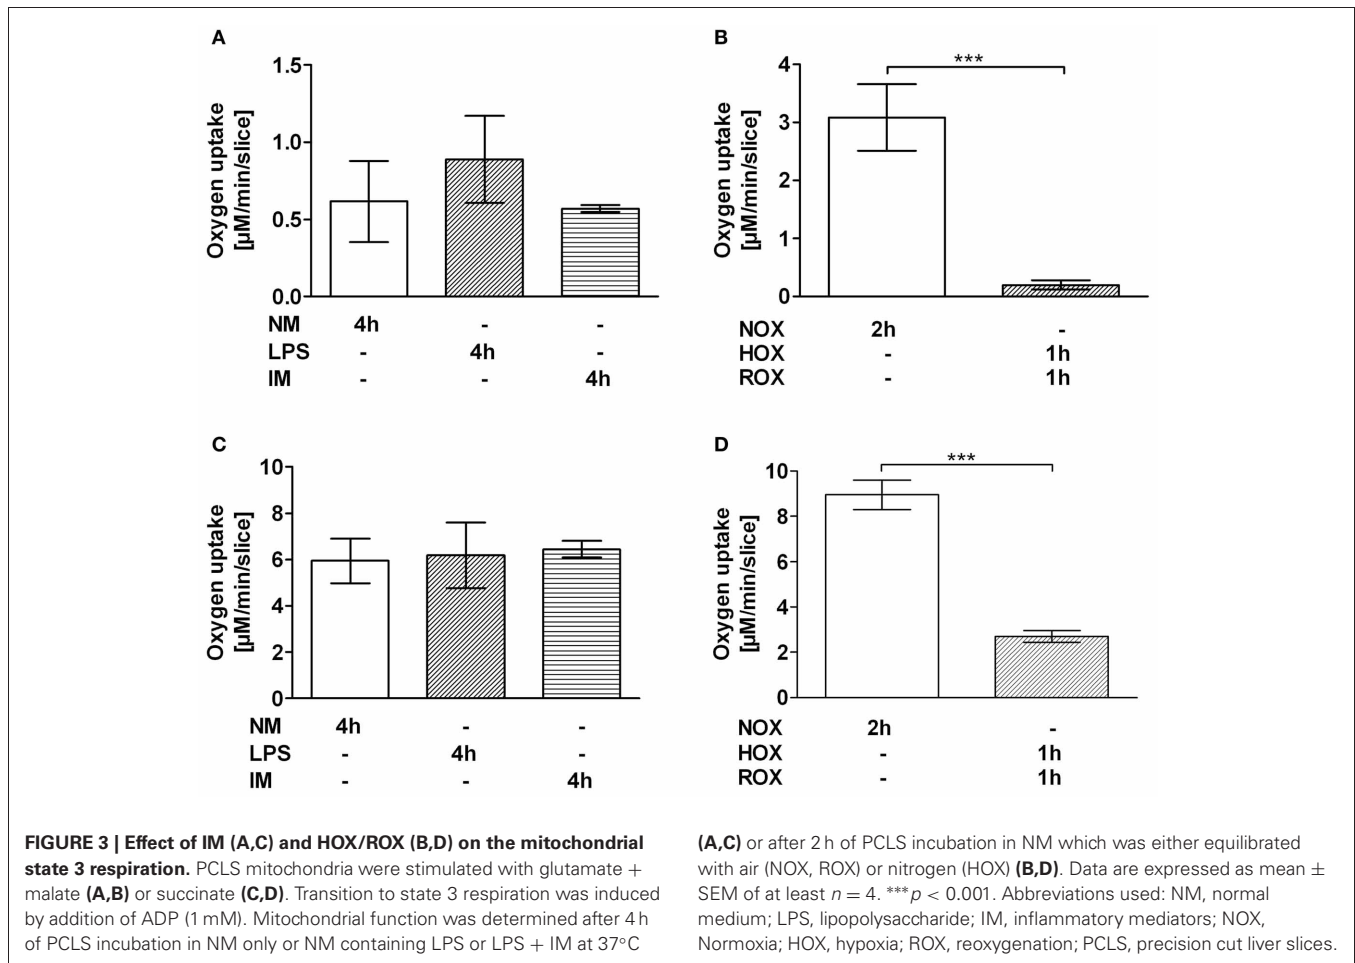 A
Oxygen uptake
[µM/min/slice]
1.5
1.0
0.5
0.0
NM 4h - -
LPS - 4h -
IM - - 4h
B
Oxygen uptake
[µM/min/slice]
4
3
2
1
0
***
NOX 2h -
HOX - 1h
ROX - 1h
C
Oxygen uptake
[µM/min/slice]
10
8
6
4
2
0
NM 4h - -
LPS - 4h -
IM - - 4h
D
Oxygen uptake
[µM/min/slice]
10
8
6
4
2
0
***
NOX 2h -
HOX - 1h
ROX - 1h
FIGURE 3 | Effect of IM (A,C) and HOX/ROX (B,D) on the mitochondrial
state 3 respiration. PCLS mitochondria were stimulated with glutamate +
malate (A,B) or succinate (C,D). Transition to state 3 respiration was induced
by addition of ADP (1 mM). Mitochondrial function was determined after 4 h
of PCLS incubation in NM only or NM containing LPS or LPS + IM at 37°C
(A,C) or after 2 h of PCLS incubation in NM which was either equilibrated
with air (NOX, ROX) or nitrogen (HOX) (B,D). Data are expressed as mean ±
SEM of at least n = 4. ***p < 0.001. Abbreviations used: NM, normal
medium; LPS, lipopolysaccharide; IM, inflammatory mediators; NOX,
Normoxia; HOX, hypoxia; ROX, reoxygenation; PCLS, precision cut liver slices.